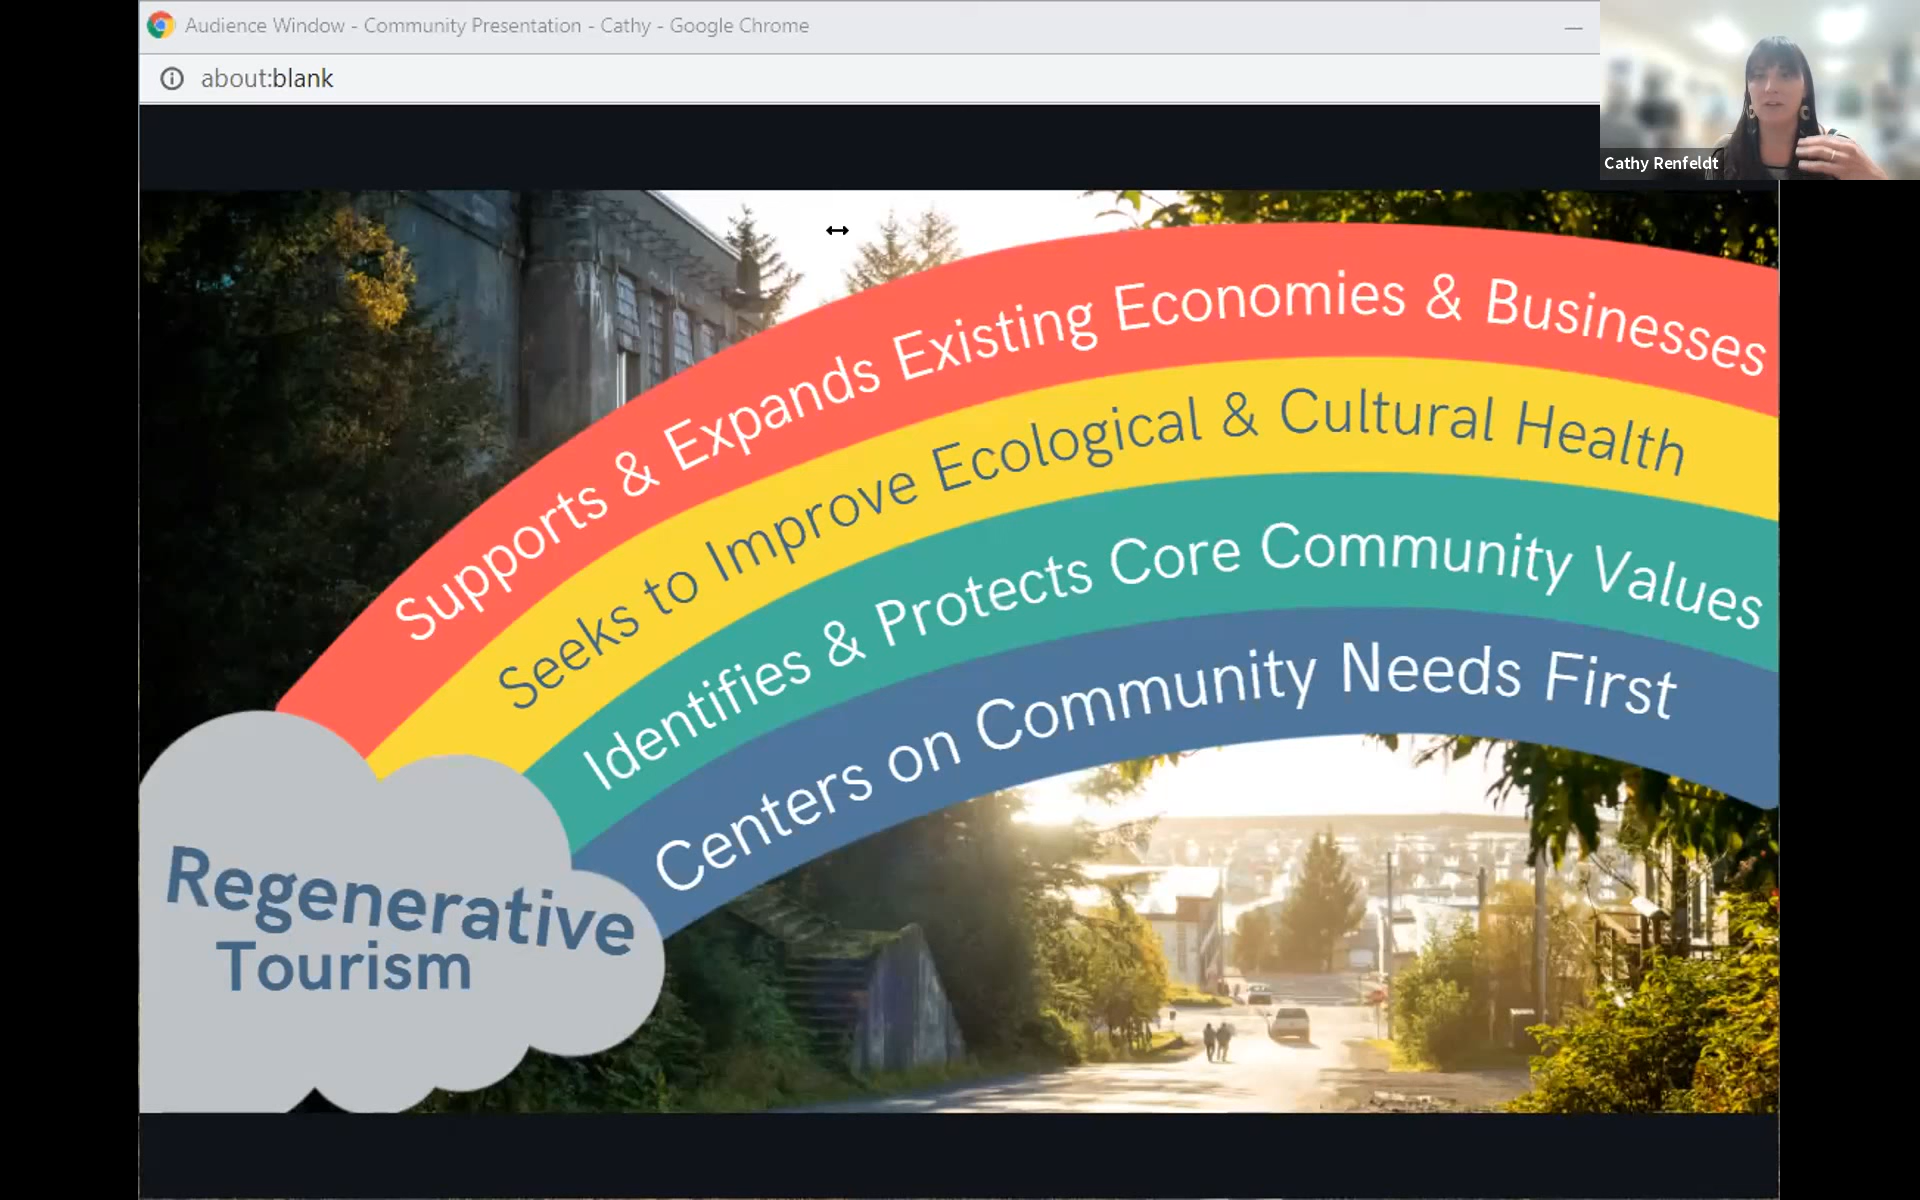 Audience Window - Community Presentation - Cathy - Google Chrome
about:blank
Cathy Renfeldt
Supports & Expands Existing Economies & Businesses
Seeks to Improve Ecological & Cultural Health
Identifies & Protects Core Community Values
Centers on Community Needs First
Regenerative
Tourism